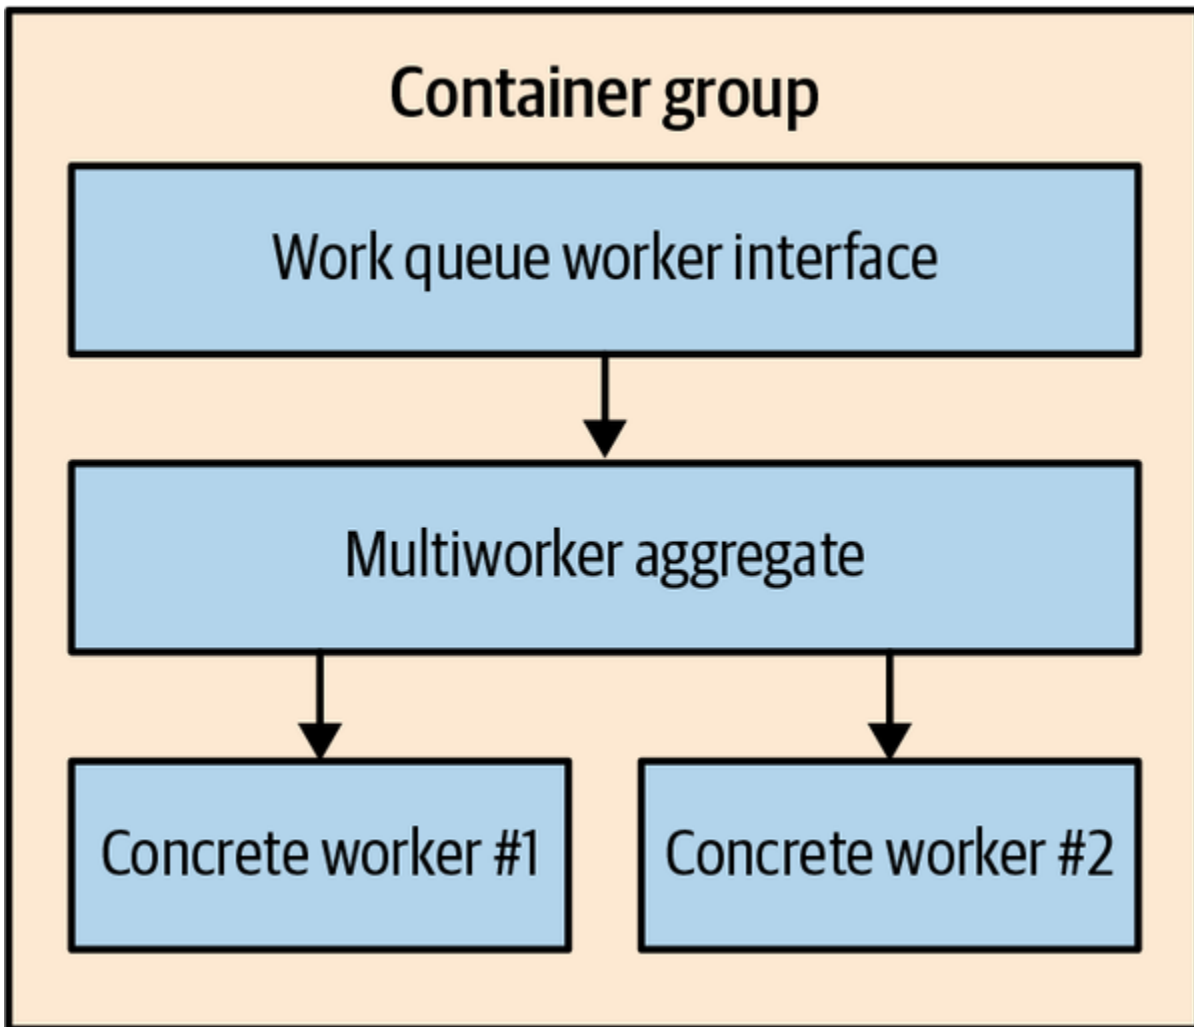 Container group
Work queue worker interface
Multiworker aggregate
Concrete worker #1
Concrete worker #2